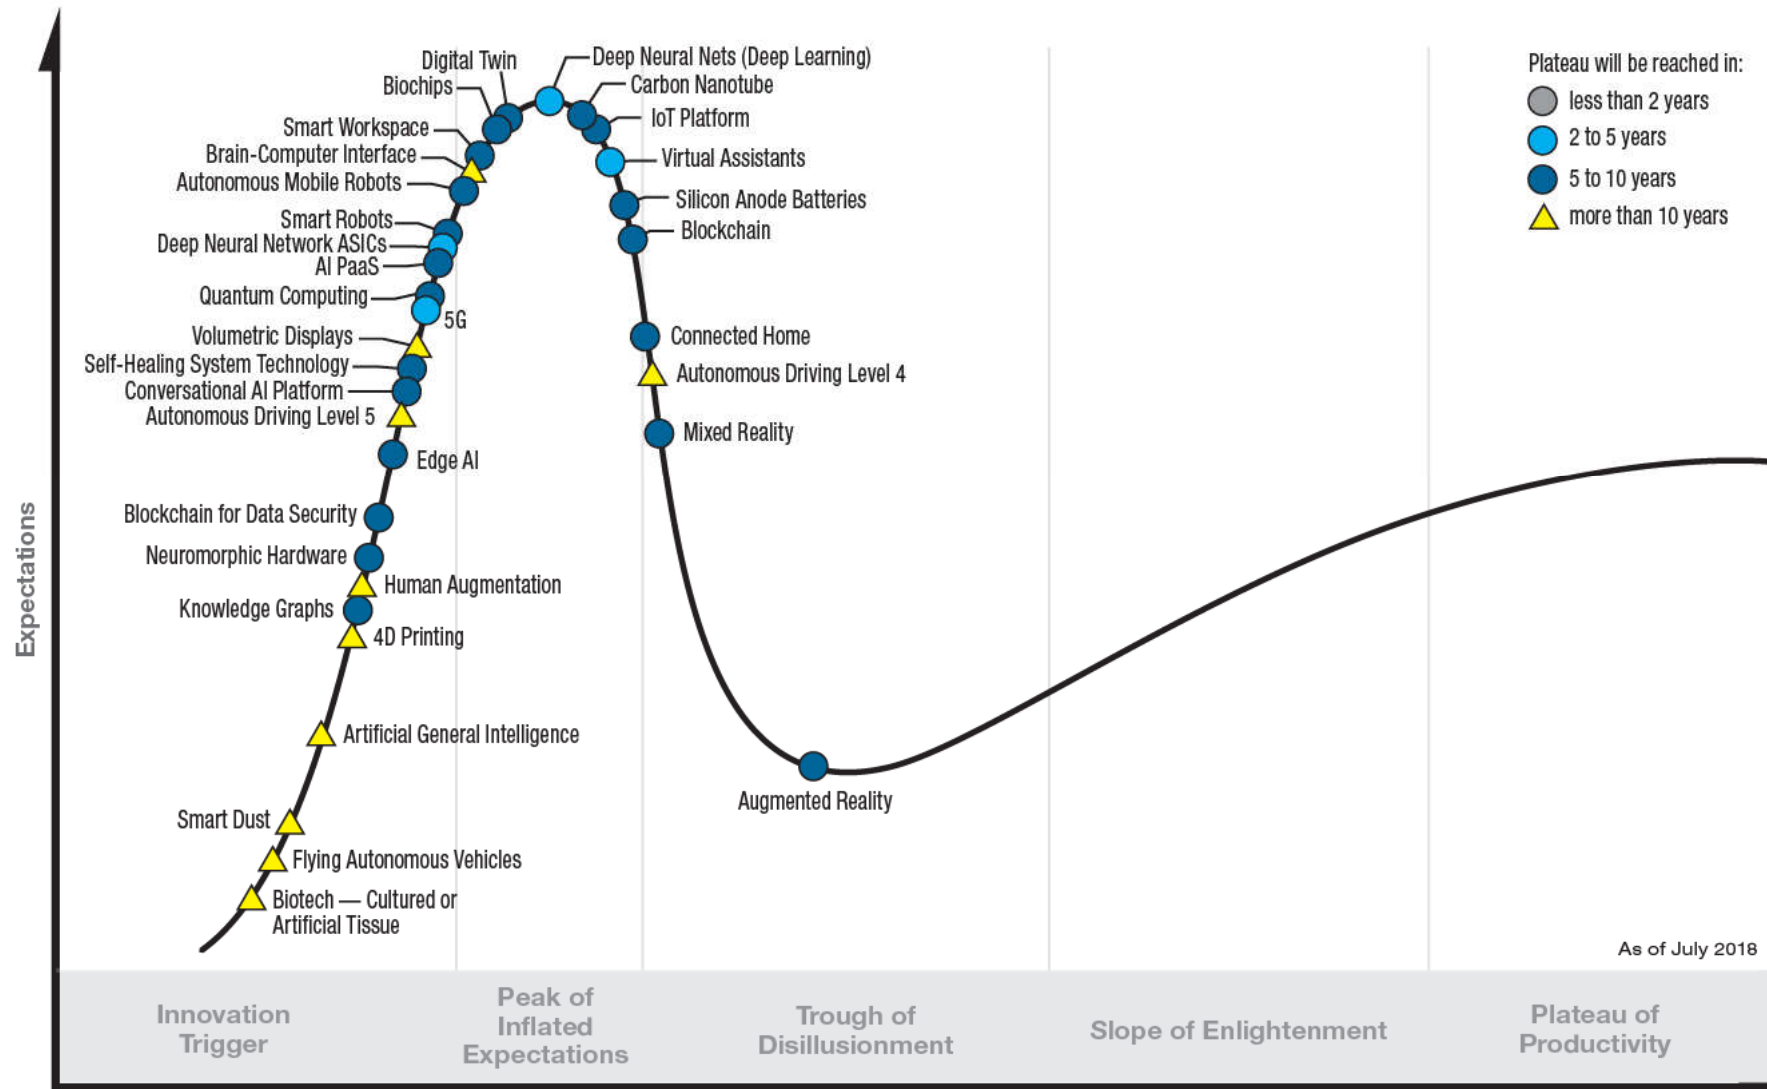 Digital Twin
Biochips
Smart Workspace
Brain-Computer Interface
Autonomous Mobile Robots
Smart Robots
Deep Neural Network ASICs
AI PaaS
Quantum Computing
5G
Volumetric Displays
Self-Healing System Technology
Conversational AI Platform
Autonomous Driving Level 5
Edge AI
Blockchain for Data Security
Neuromorphic Hardware
Human Augmentation
Knowledge Graphs
4D Printing
Artificial General Intelligence
Smart Dust
Flying Autonomous Vehicles
Biotech — Cultured or
Artificial Tissue
Deep Neural Nets (Deep Learning)
Carbon Nanotube
IoT Platform
Virtual Assistants
Silicon Anode Batteries
Blockchain
Connected Home
Autonomous Driving Level 4
Mixed Reality
Augmented Reality
Plateau will be reached in:
less than 2 years
2 to 5 years
5 to 10 years
more than 10 years
Expectations
As of July 2018
Innovation
Trigger
Peak of
Inflated
Expectations
Trough of
Disillusionment
Slope of Enlightenment
Plateau of
Productivity